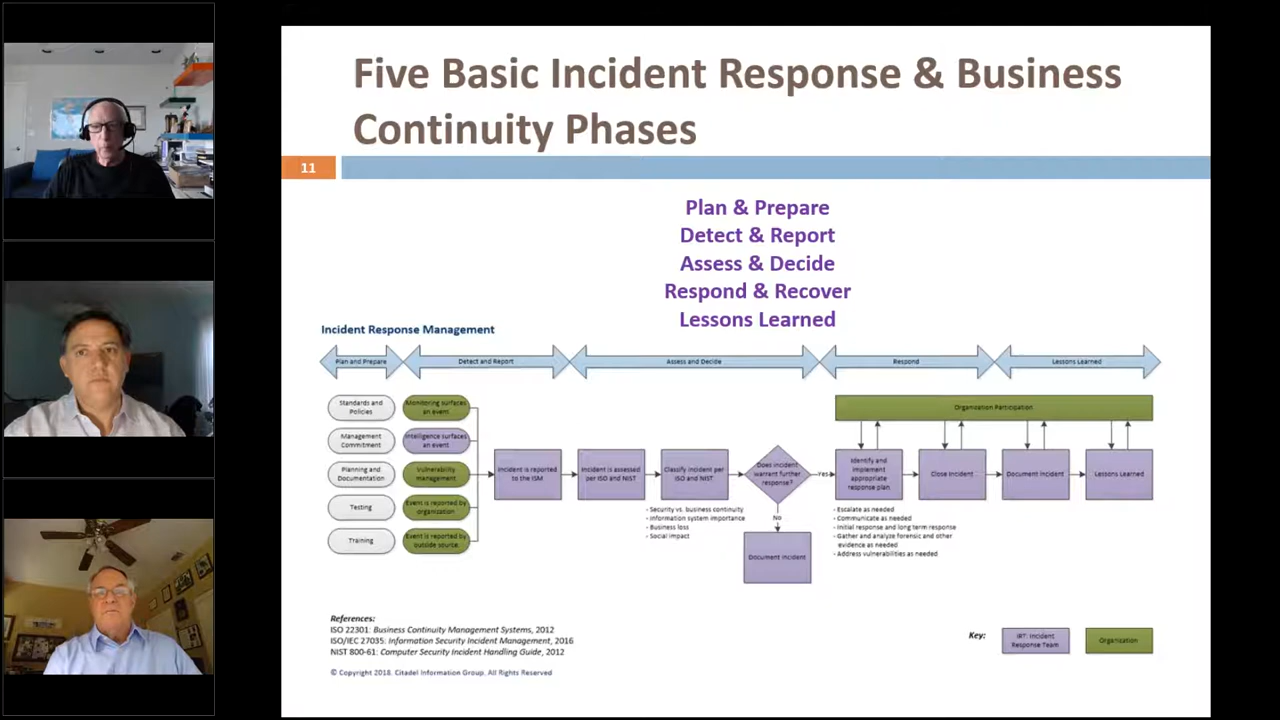 Five Basic Incident Response & Business
Continuity Phases
11
Plan & Prepare
Detect & Report
Assess & Decide
Respond & Recover
Lessons Learned
Incident Response Management
Plan and Prepare
Detect and Report
Assess and Decide
Respond
Lessons Learned
Standards and
Policies
Management
Commitment
Planning and
Documentation
Testing
Training
Monitoring surfaces
an event
Intelligence surfaces
an event
Vulnerability
management
Event is reported by
organization
Event is reported by
outside source
Incident is reported
to the ISM
Incident is assessed
per ISO and NIST
Classify incident per
ISO and NIST
- Security vs. business continuity
- Information system importance
- Business loss
- Social impact
Does incident
warrant further
response?
Yes
No
Document Incident
Organization Participation
Identify and
implement
appropriate
response plan
Close Incident
Document Incident
Lessons Learned
- Escalate as needed
- Communicate as needed
- Initial response and long term response
- Gather and analyze forensic and other
evidence as needed
- Address vulnerabilities as needed
References:
ISO 22301: Business Continuity Management Systems, 2012
ISO/IEC 27035: Information Security Incident Management, 2016
NIST 800-61: Computer Security Incident Handling Guide, 2012
© Copyright 2018. Citadel Information Group, All Rights Reserved
Key:
IRT: Incident
Response Team
Organization